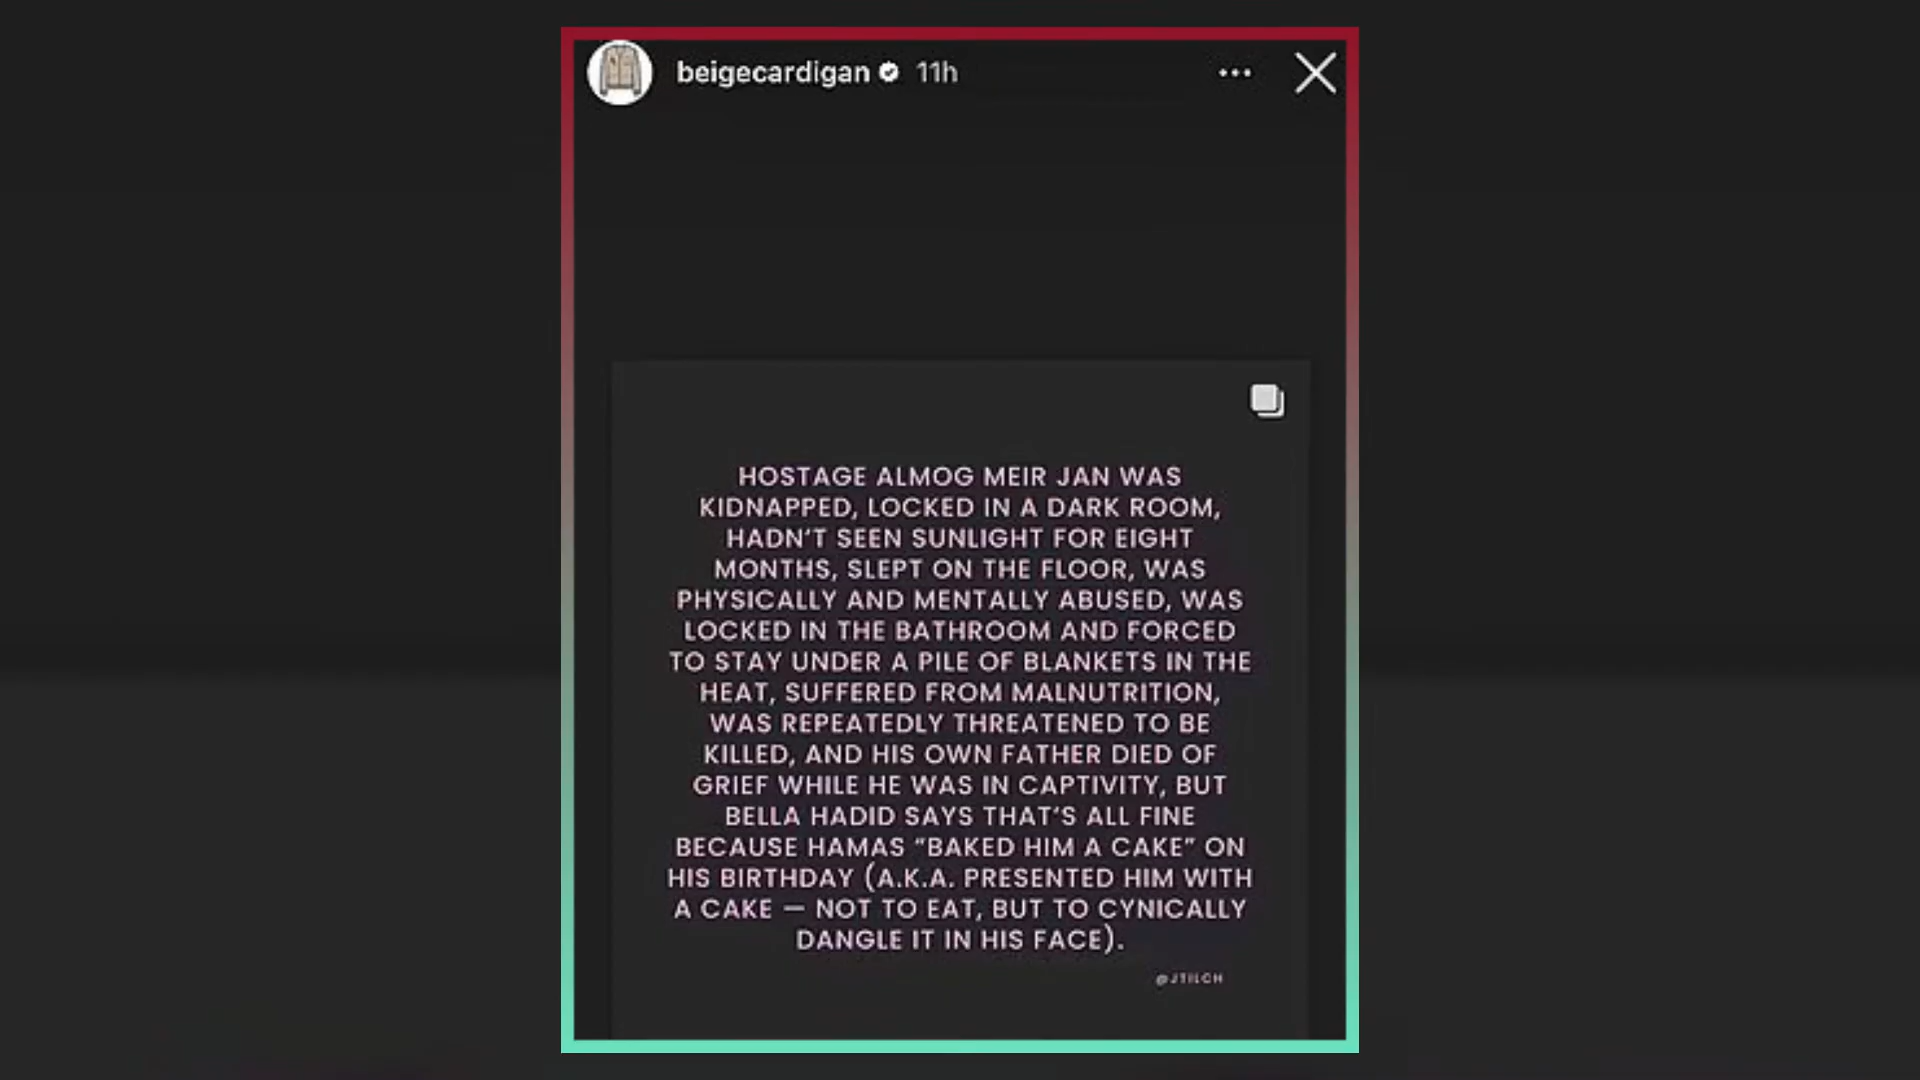 beigecardigan 11h
HOSTAGE ALMOG MEIR JAN WAS
KIDNAPPED, LOCKED IN A DARK ROOM,
HADN'T SEEN SUNLIGHT FOR EIGHT
MONTHS, SLEPT ON THE FLOOR, WAS
PHYSICALLY AND MENTALLY ABUSED, WAS
LOCKED IN THE BATHROOM AND FORCED
TO STAY UNDER A PILE OF BLANKETS IN THE
HEAT, SUFFERED FROM MALNUTRITION,
WAS REPEATEDLY THREATENED TO BE
KILLED, AND HIS OWN FATHER DIED OF
GRIEF WHILE HE WAS IN CAPTIVITY, BUT
BELLA HADID SAYS THAT'S ALL FINE
BECAUSE HAMAS “BAKED HIM A CAKE” ON
HIS BIRTHDAY (A.K.A. PRESENTED HIM WITH
A CAKE — NOT TO EAT, BUT TO CYNICALLY
DANGLE IT IN HIS FACE).
@JTILCH